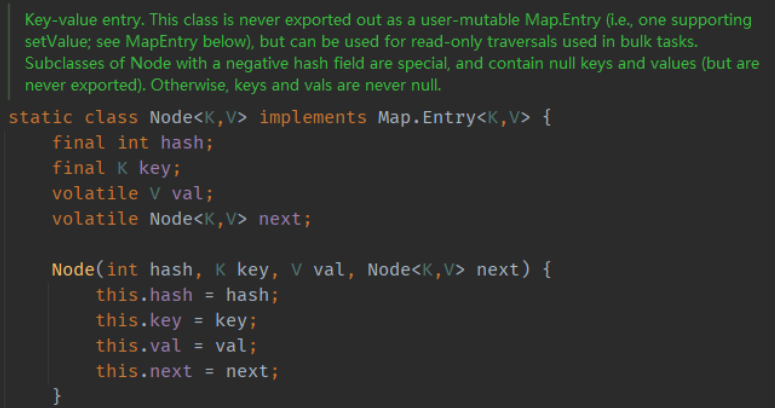 Key-value entry. This class is never exported out as a user-mutable Map.Entry (i.e., one supporting
setValue; see MapEntry below), but can be used for read-only traversals used in bulk tasks.
Subclasses of Node with a negative hash field are special, and contain null keys and values (but are
never exported). Otherwise, keys and vals are never null.
static class Node<K,V> implements Map.Entry<K,V> {
    final int hash;
    final K key;
    volatile V val;
    volatile Node<K,V> next;

    Node(int hash, K key, V val, Node<K,V> next) {
        this.hash = hash;
        this.key = key;
        this.val = val;
        this.next = next;
    }